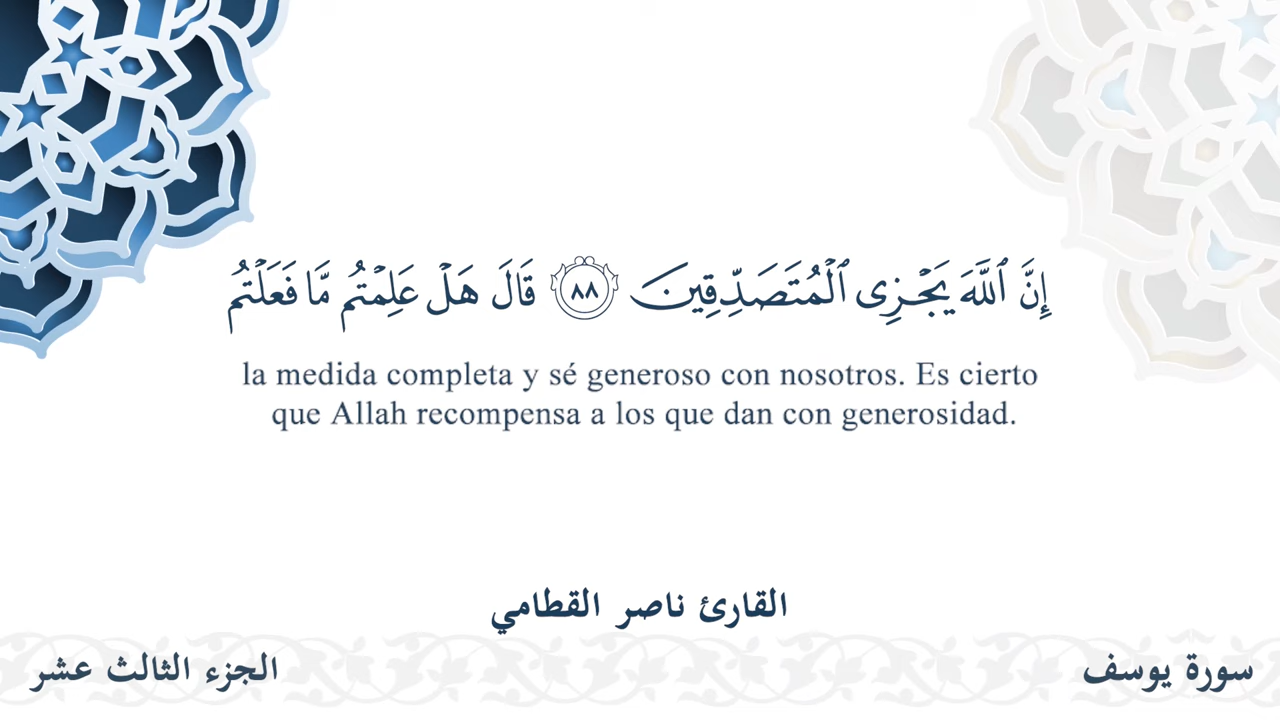 إِنَّ ٱللَّهَ يَجْزِى ٱلْمُتَصَدِّقِينَ ٨٨ قَالَ هَلْ عَلِمْتُم مَّا فَعَلْتُم
la medida completa y sé generoso con nosotros. Es cierto
que Allah recompensa a los que dan con generosidad.
القارئ ناصر القطامي
سورة يوسف
الجزء الثالث عشر